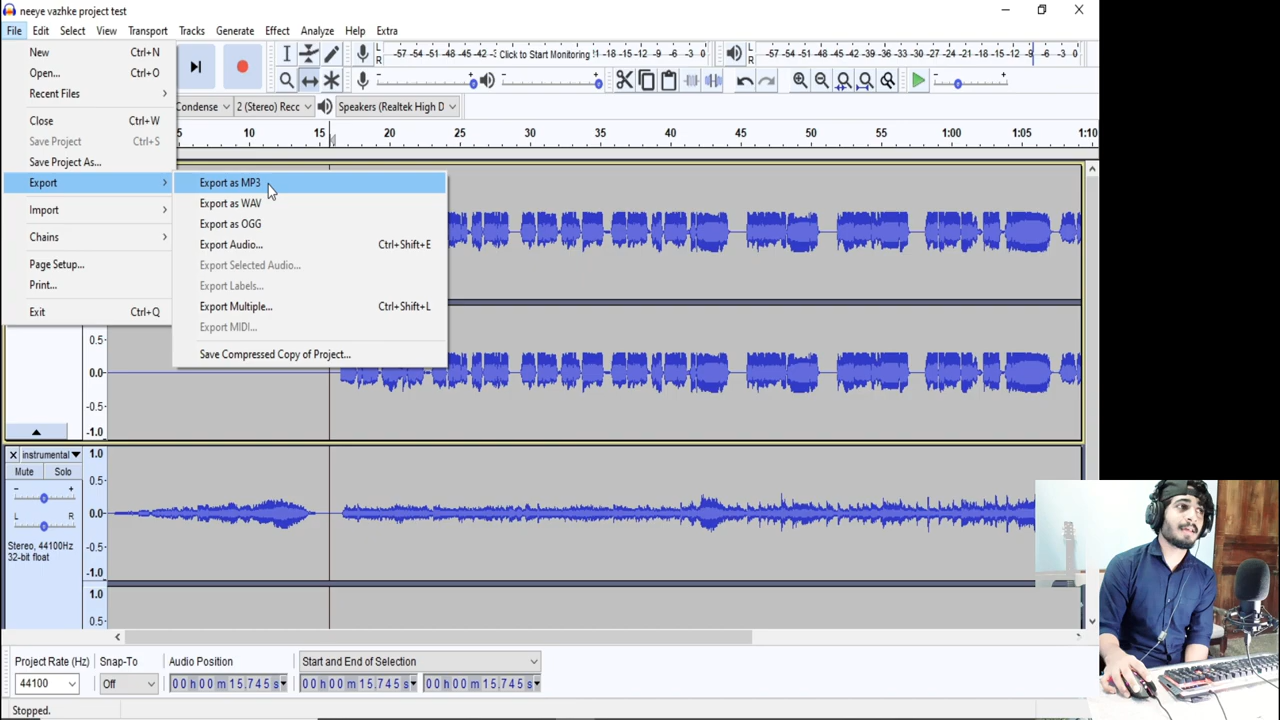 neeye vazhke project test
File Edit Select View Transport Tracks Generate Effect Analyze Help Extra
New Ctrl+N
Open... Ctrl+O
Recent Files
Close Ctrl+W
Save Project Ctrl+S
Save Project As...
Export
Import
Chains
Page Setup...
Print...
Exit Ctrl+Q
Export as MP3
Export as WAV
Export as OGG
Export Audio... Ctrl+Shift+E
Export Selected Audio...
Export Labels...
Export Multiple... Ctrl+Shift+L
Export MIDI...
Save Compressed Copy of Project...
L R -57 -54 -51 -48 -45 -42 - Click to Start Monitoring ! -18 -15 -12 -9 -6 -3 0
L R -57 -54 -51 -48 -45 -42 -39 -36 -33 -30 -27 -24 -21 -18 -15 -12 -9 -6 -3 0
Condense 2 (Stereo) Recc Speakers (Realtek High D
5 10 15 20 25 30 35 40 45 50 55 1:00 1:05 1:10
0.5
0.0
-0.5
-1.0
instrumental
Mute Solo
- +
L R
Stereo, 44100Hz
32-bit float
1.0
0.5
0.0
-0.5
-1.0
1.0
0.5
Project Rate (Hz) Snap-To Audio Position Start and End of Selection
44100 Off 00 h 00 m 15.745 s 00 h 00 m 15.745 s 00 h 00 m 15.745 s
Stopped.